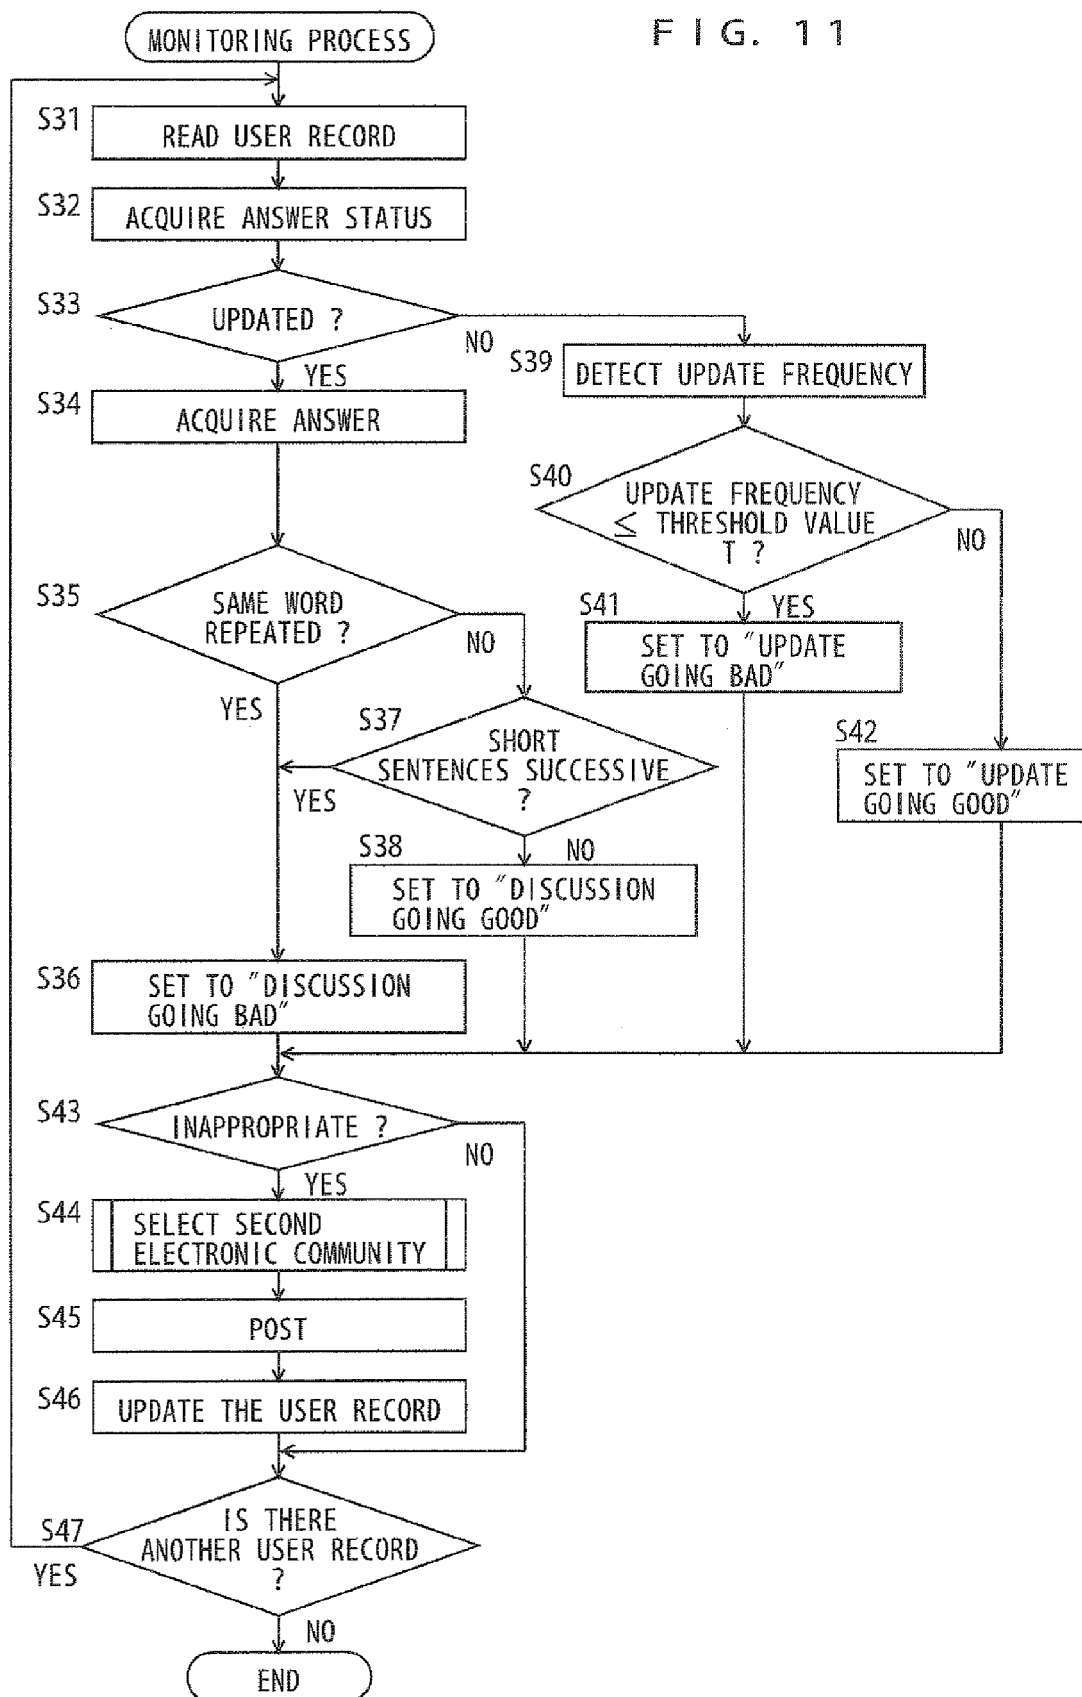 FIG. 11
MONITORING PROCESS
S31
READ USER RECORD
S32
ACQUIRE ANSWER STATUS
S33
UPDATED ?
NO
YES
S34
ACQUIRE ANSWER
S39
DETECT UPDATE FREQUENCY
S40
UPDATE FREQUENCY
≤ THRESHOLD VALUE
T ?
NO
YES
S35
SAME WORD
REPEATED ?
NO
YES
S41
SET TO "UPDATE
GOING BAD"
S37
SHORT
SENTENCES SUCCESSIVE
?
YES
NO
S42
SET TO "UPDATE
GOING GOOD"
S38
SET TO "DISCUSSION
GOING GOOD"
S36
SET TO "DISCUSSION
GOING BAD"
S43
INAPPROPRIATE ?
NO
YES
S44
SELECT SECOND
ELECTRONIC COMMUNITY
S45
POST
S46
UPDATE THE USER RECORD
S47
IS THERE
ANOTHER USER RECORD
?
YES
NO
END